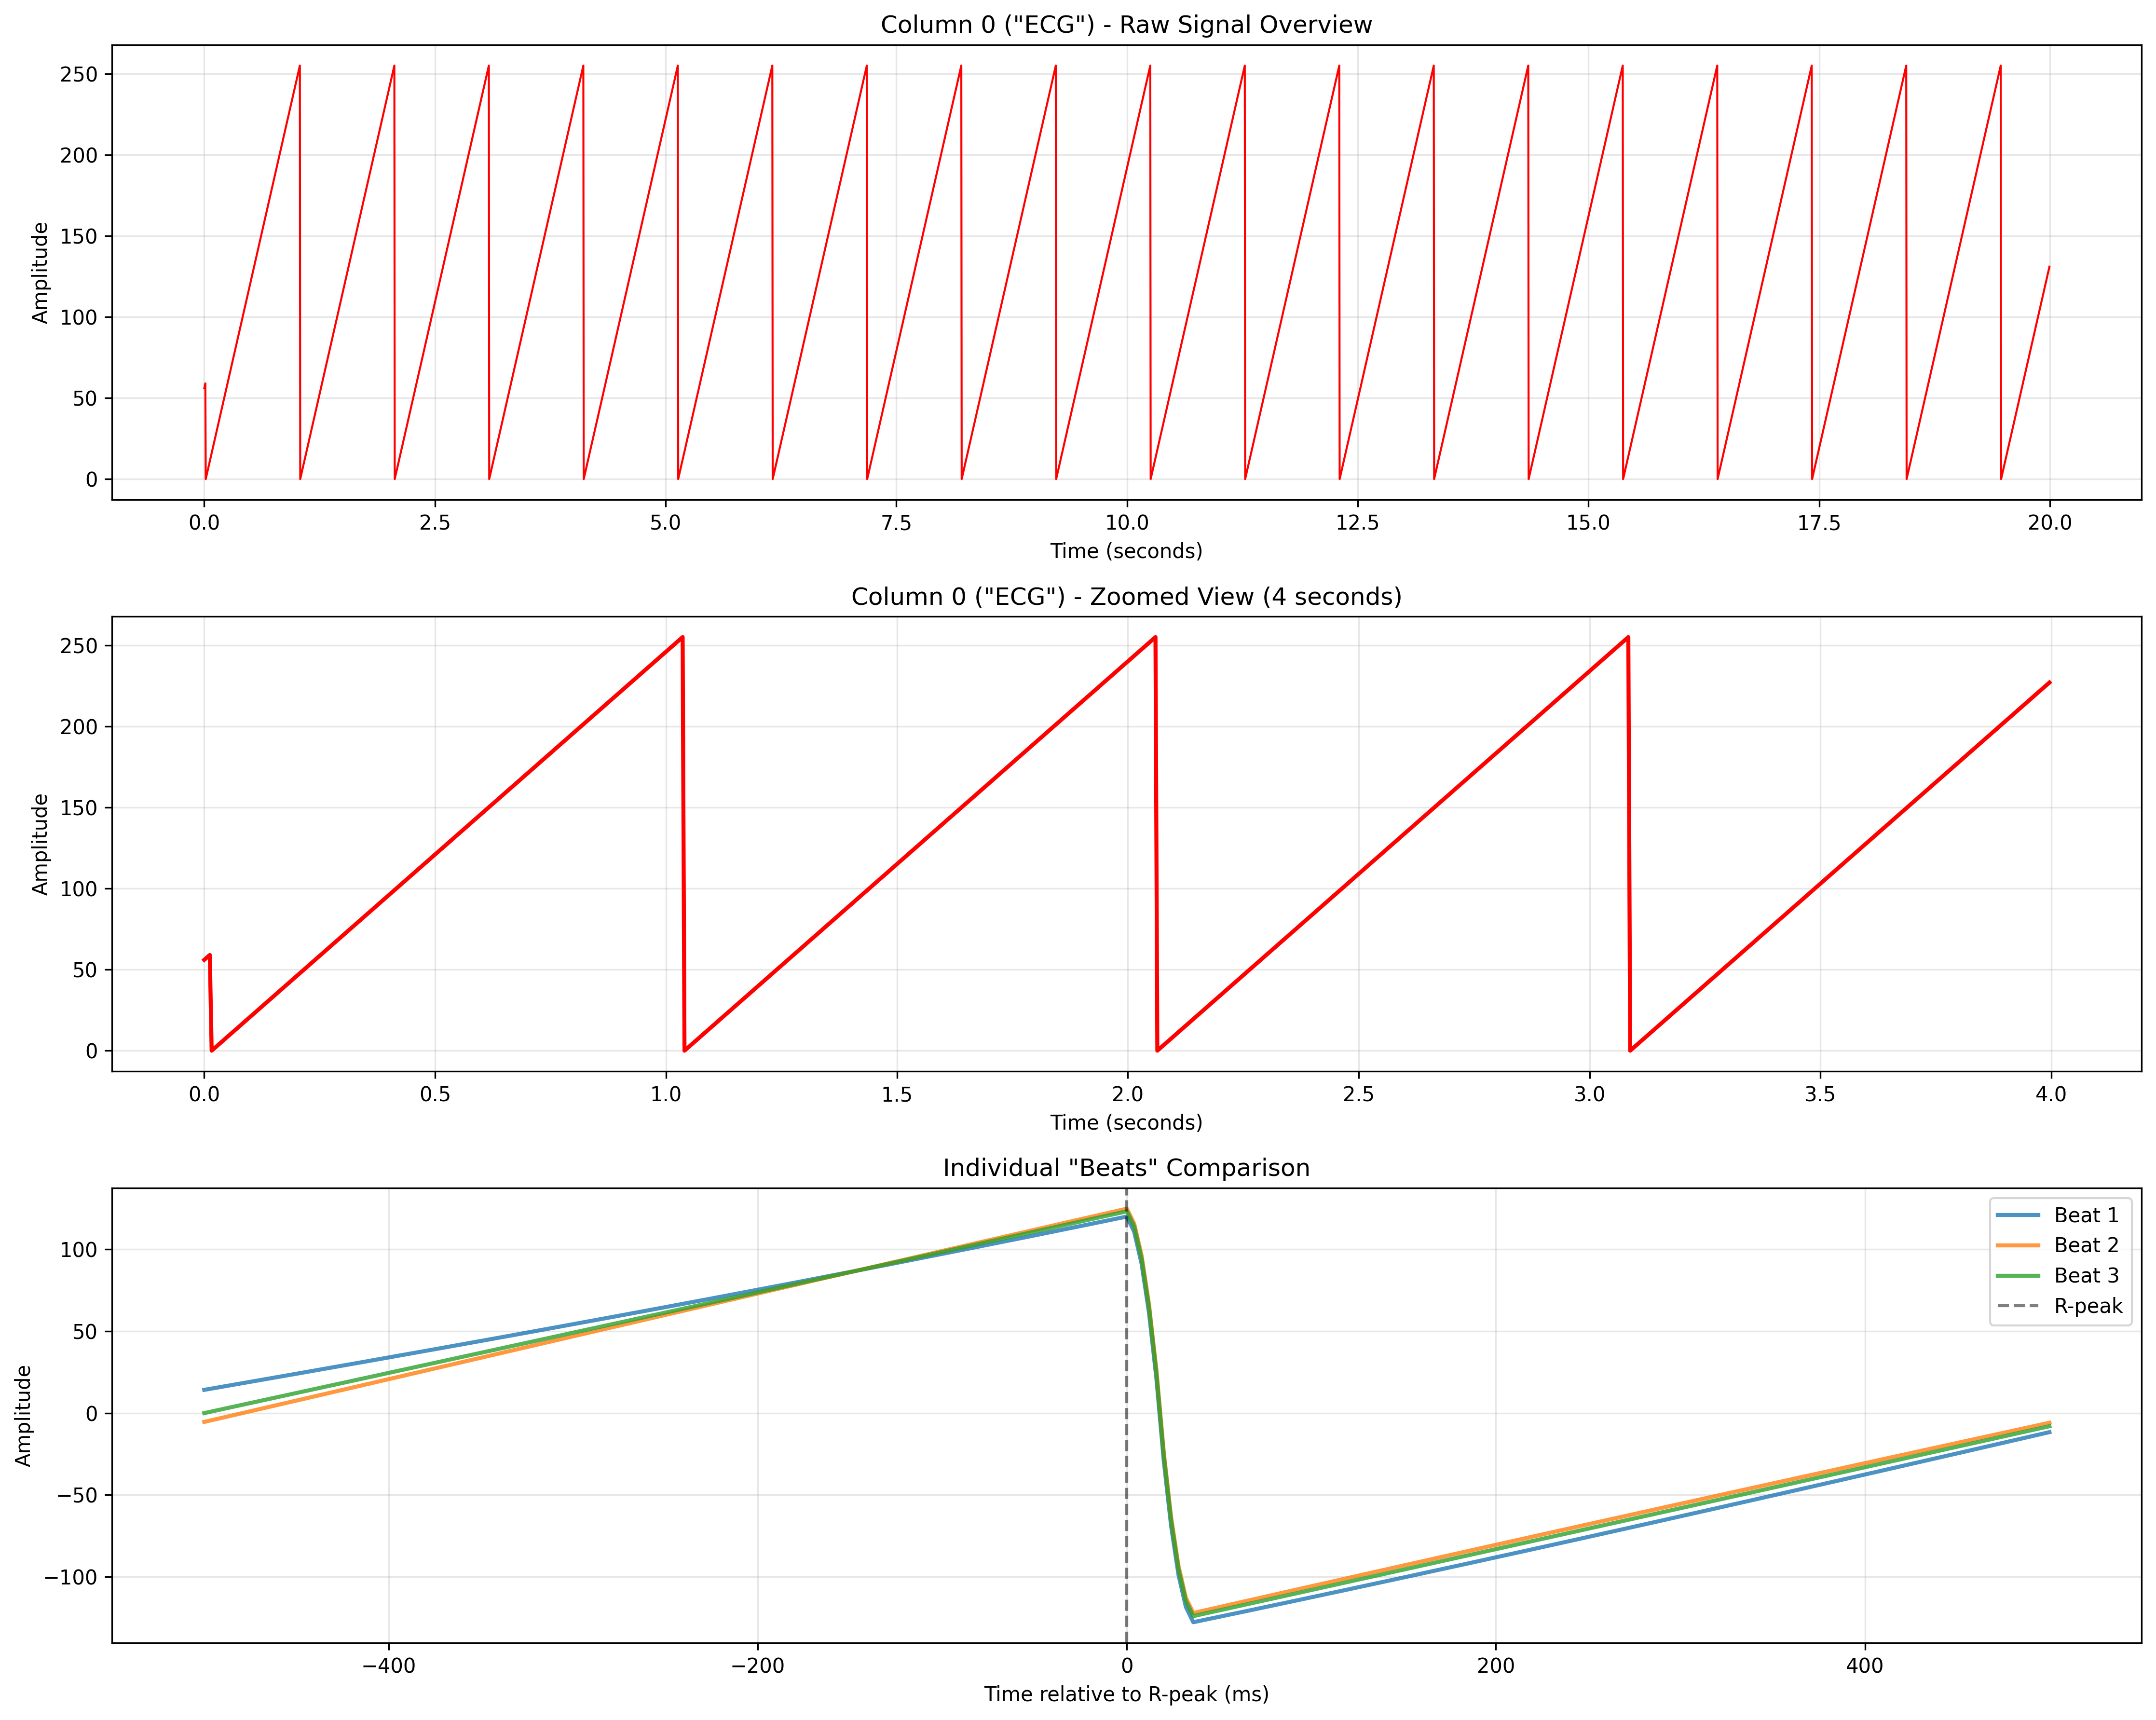 Column 0 ("ECG") - Raw Signal Overview
Amplitude
250
200
150
100
50
0
0.0 2.5 5.0 7.5 10.0 12.5 15.0 17.5 20.0
Time (seconds)
Column 0 ("ECG") - Zoomed View (4 seconds)
Amplitude
250
200
150
100
50
0
0.0 0.5 1.0 1.5 2.0 2.5 3.0 3.5 4.0
Time (seconds)
Individual "Beats" Comparison
Amplitude
100
50
0
−50
−100
Beat 1
Beat 2
Beat 3
R-peak
−400 −200 0 200 400
Time relative to R-peak (ms)